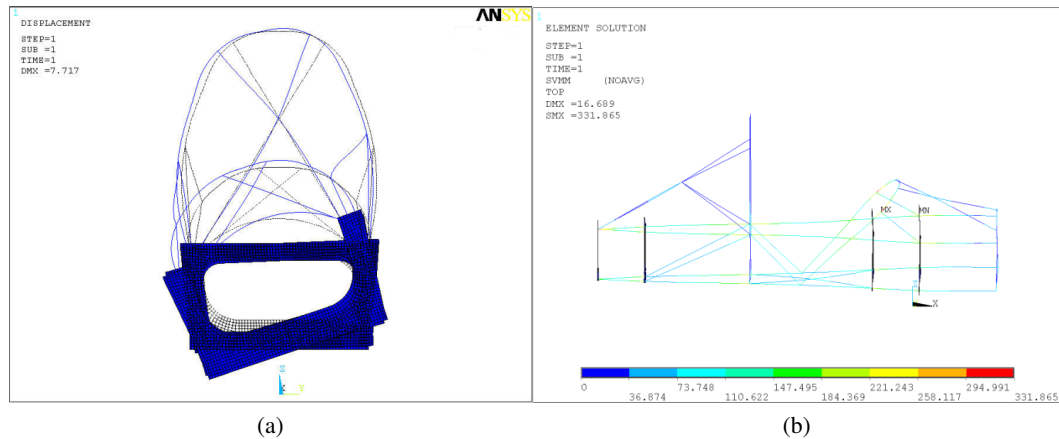 1
ANSYS
DISPLACEMENT
STEP=1
SUB =1
TIME=1
DMX =7.717
Z
X Y
(a)
1
ELEMENT SOLUTION
STEP=1
SUB =1
TIME=1
SVMM (NOAVG)
TOP
DMX =16.689
SMX =331.865
MX MN
Z
X
0 73.748 147.495 221.243 294.991
36.874 110.622 184.369 258.117 331.865
(b)